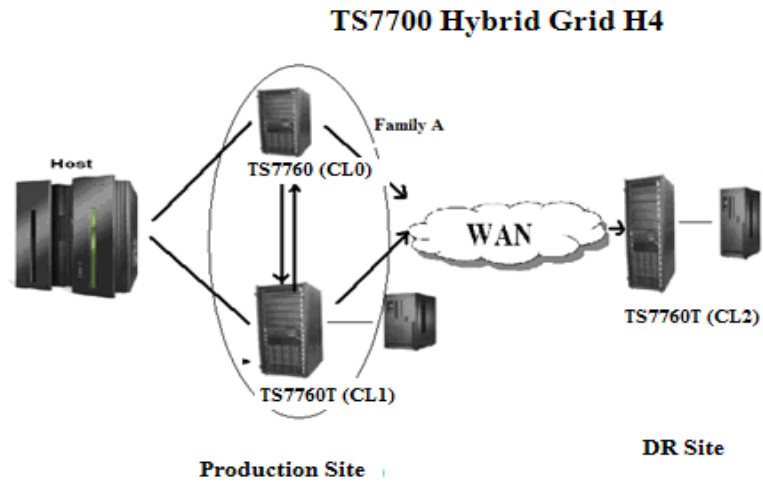 TS7700 Hybrid Grid H4
Family A
Host
TS7760 (CL0)
WAN
TS7760T (CL2)
TS7760T (CL1)
DR Site
Production Site